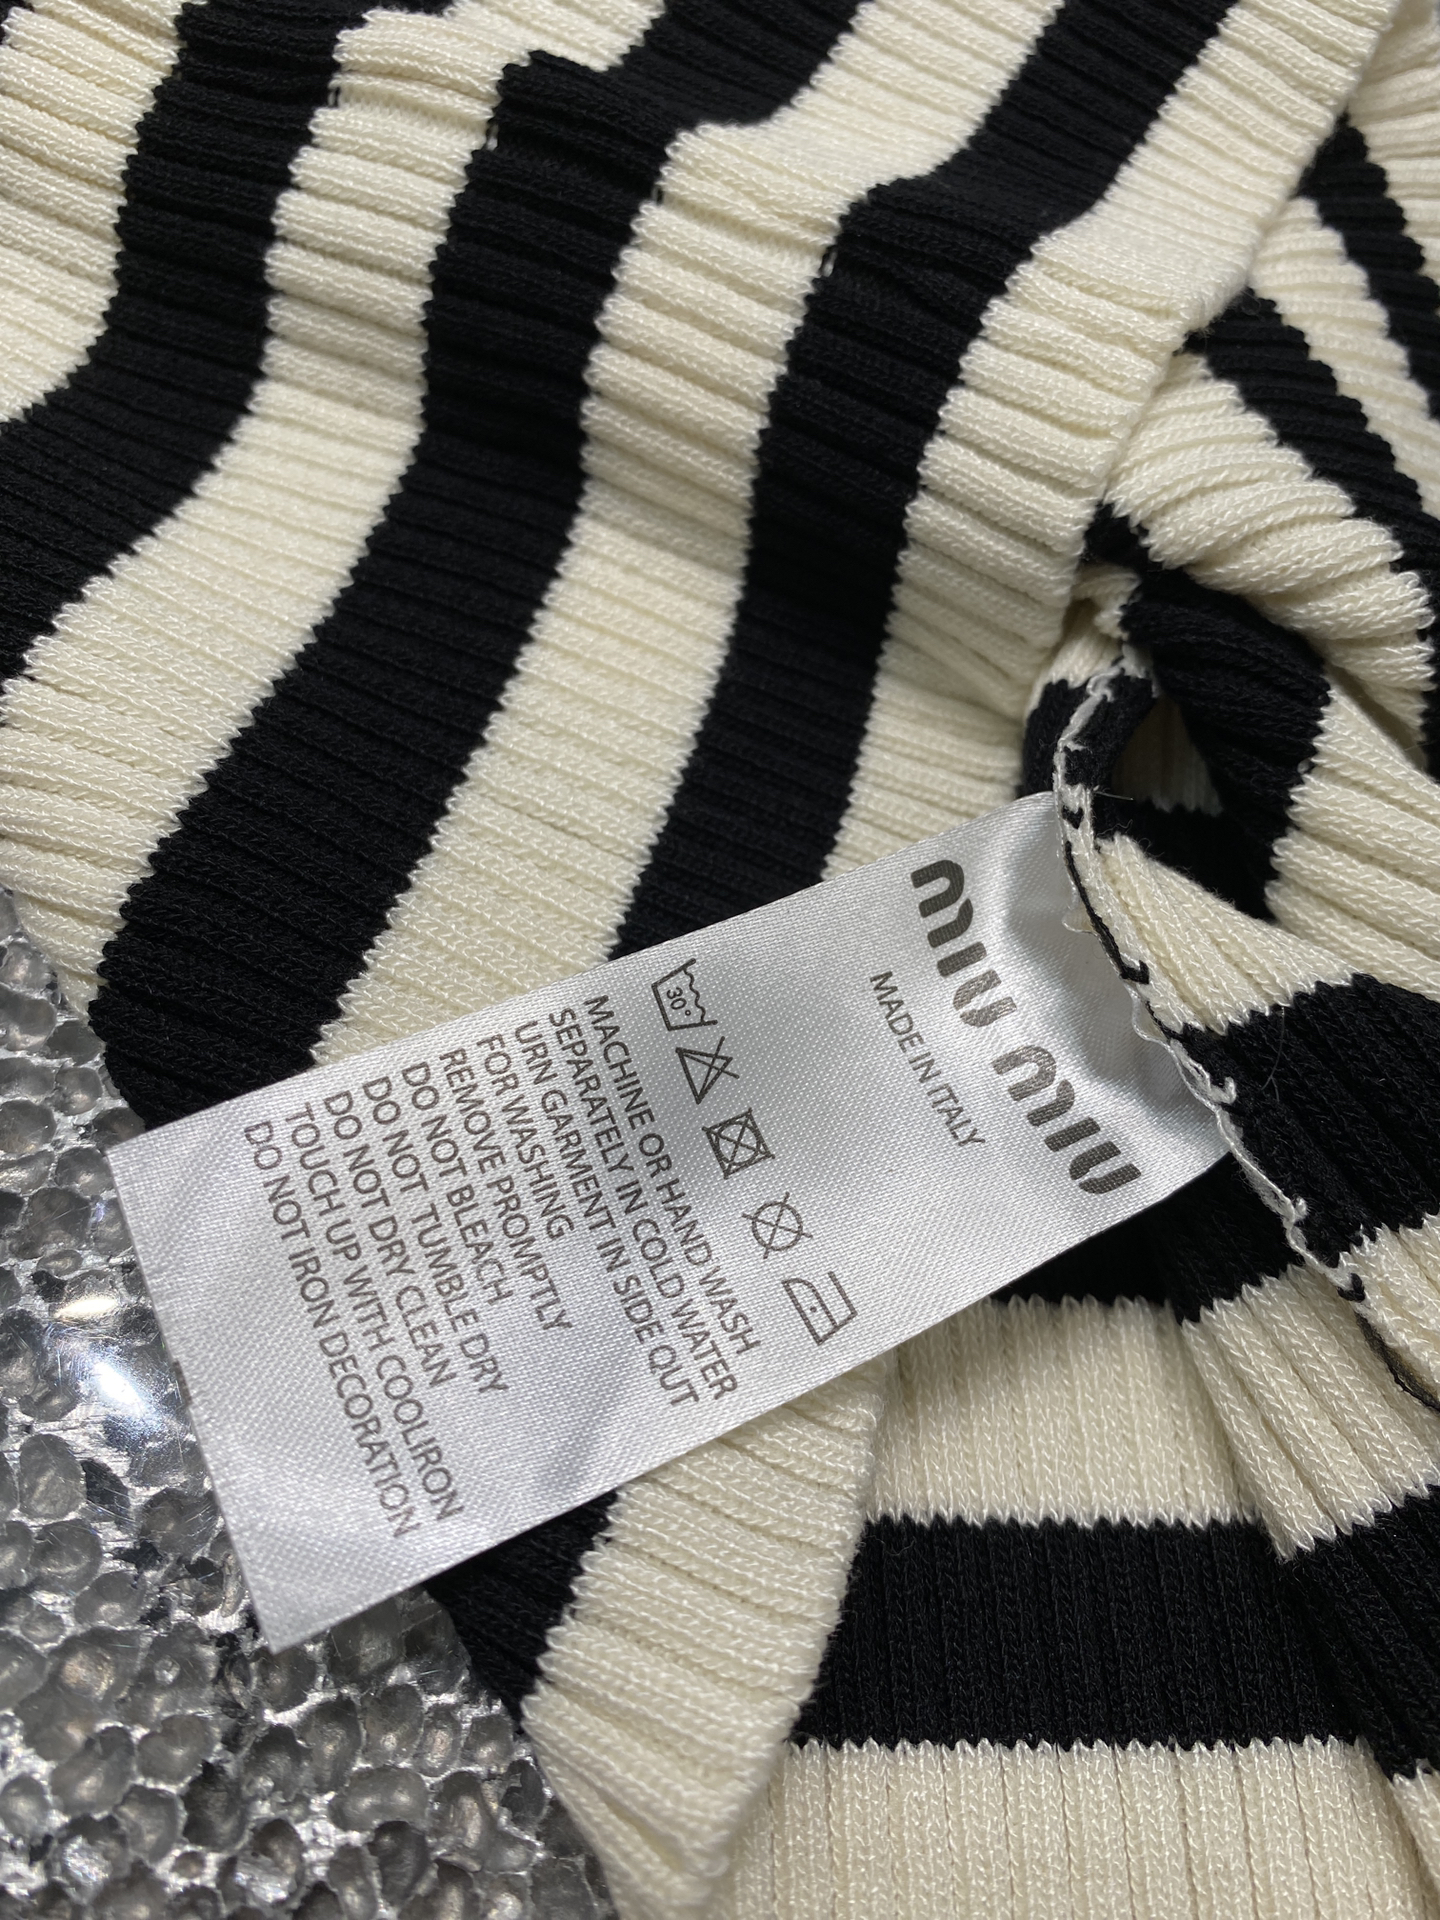 miu miu
MADE IN ITALY
30°
MACHINE OR HAND WASH
SEPARATELY IN COLD WATER
URN GARMENT IN SIDE OUT
FOR WASHING
REMOVE PROMPTLY
DO NOT BLEACH
DO NOT TUMBLE DRY
DO NOT DRY CLEAN
TOUCH UP WITH COOLIRON
DO NOT IRON DECORATION